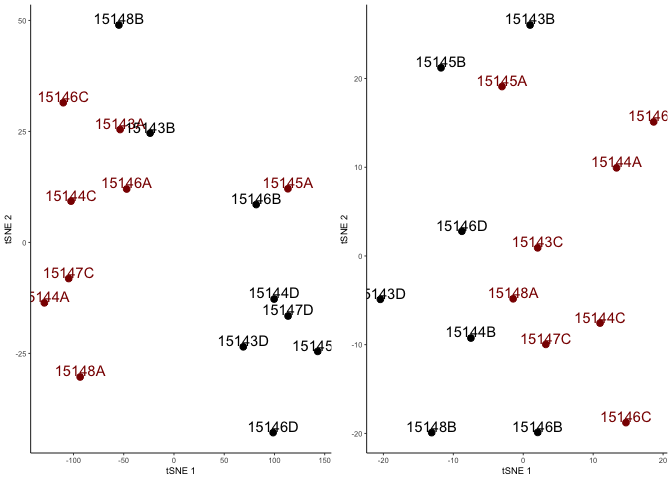 50
25
0
-25
tSNE 2
15148B
15146C
15143A
15143B
15146A
15144C
15145A
15146B
15147C
15144A
15144D
15147D
15143D
15145
15148A
15146D
-100
-50
0
50
100
150
tSNE 1
20
10
0
-10
-20
tSNE 2
15143B
15145B
15145A
15146
15144A
15146D
15143C
15143D
15148A
15144C
15144B
15147C
15146C
15148B
15146B
-20
-10
0
10
20
tSNE 1